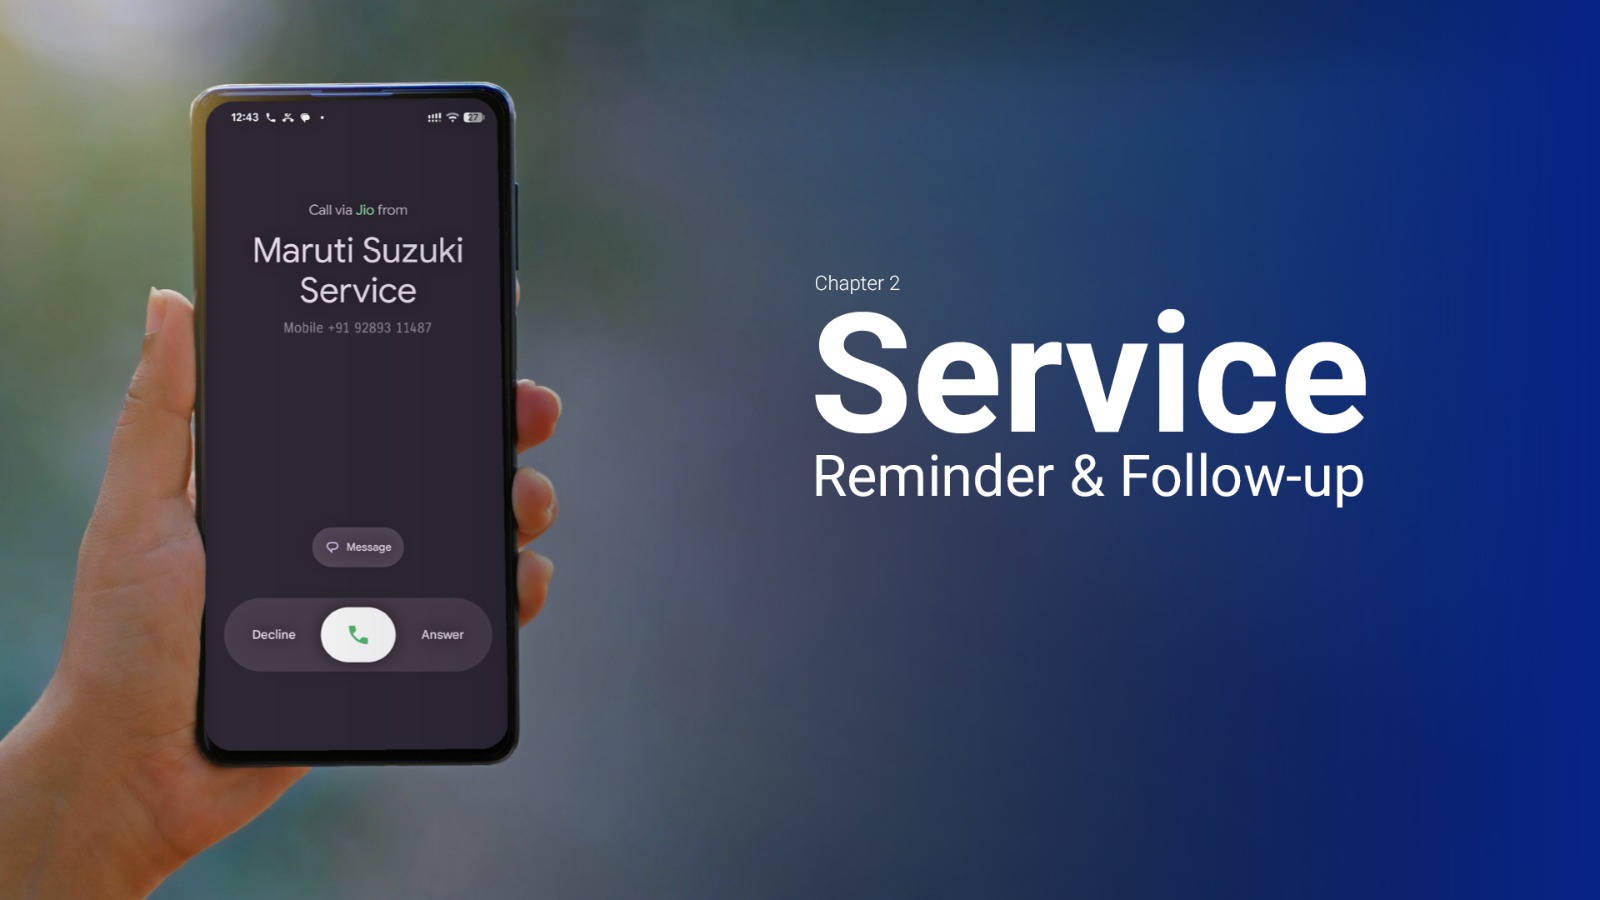 12:43
27
Call via Jio from
Maruti Suzuki
Service
Mobile +91 92893 11487
Message
Decline
Answer
Chapter 2
Service
Reminder & Follow-up